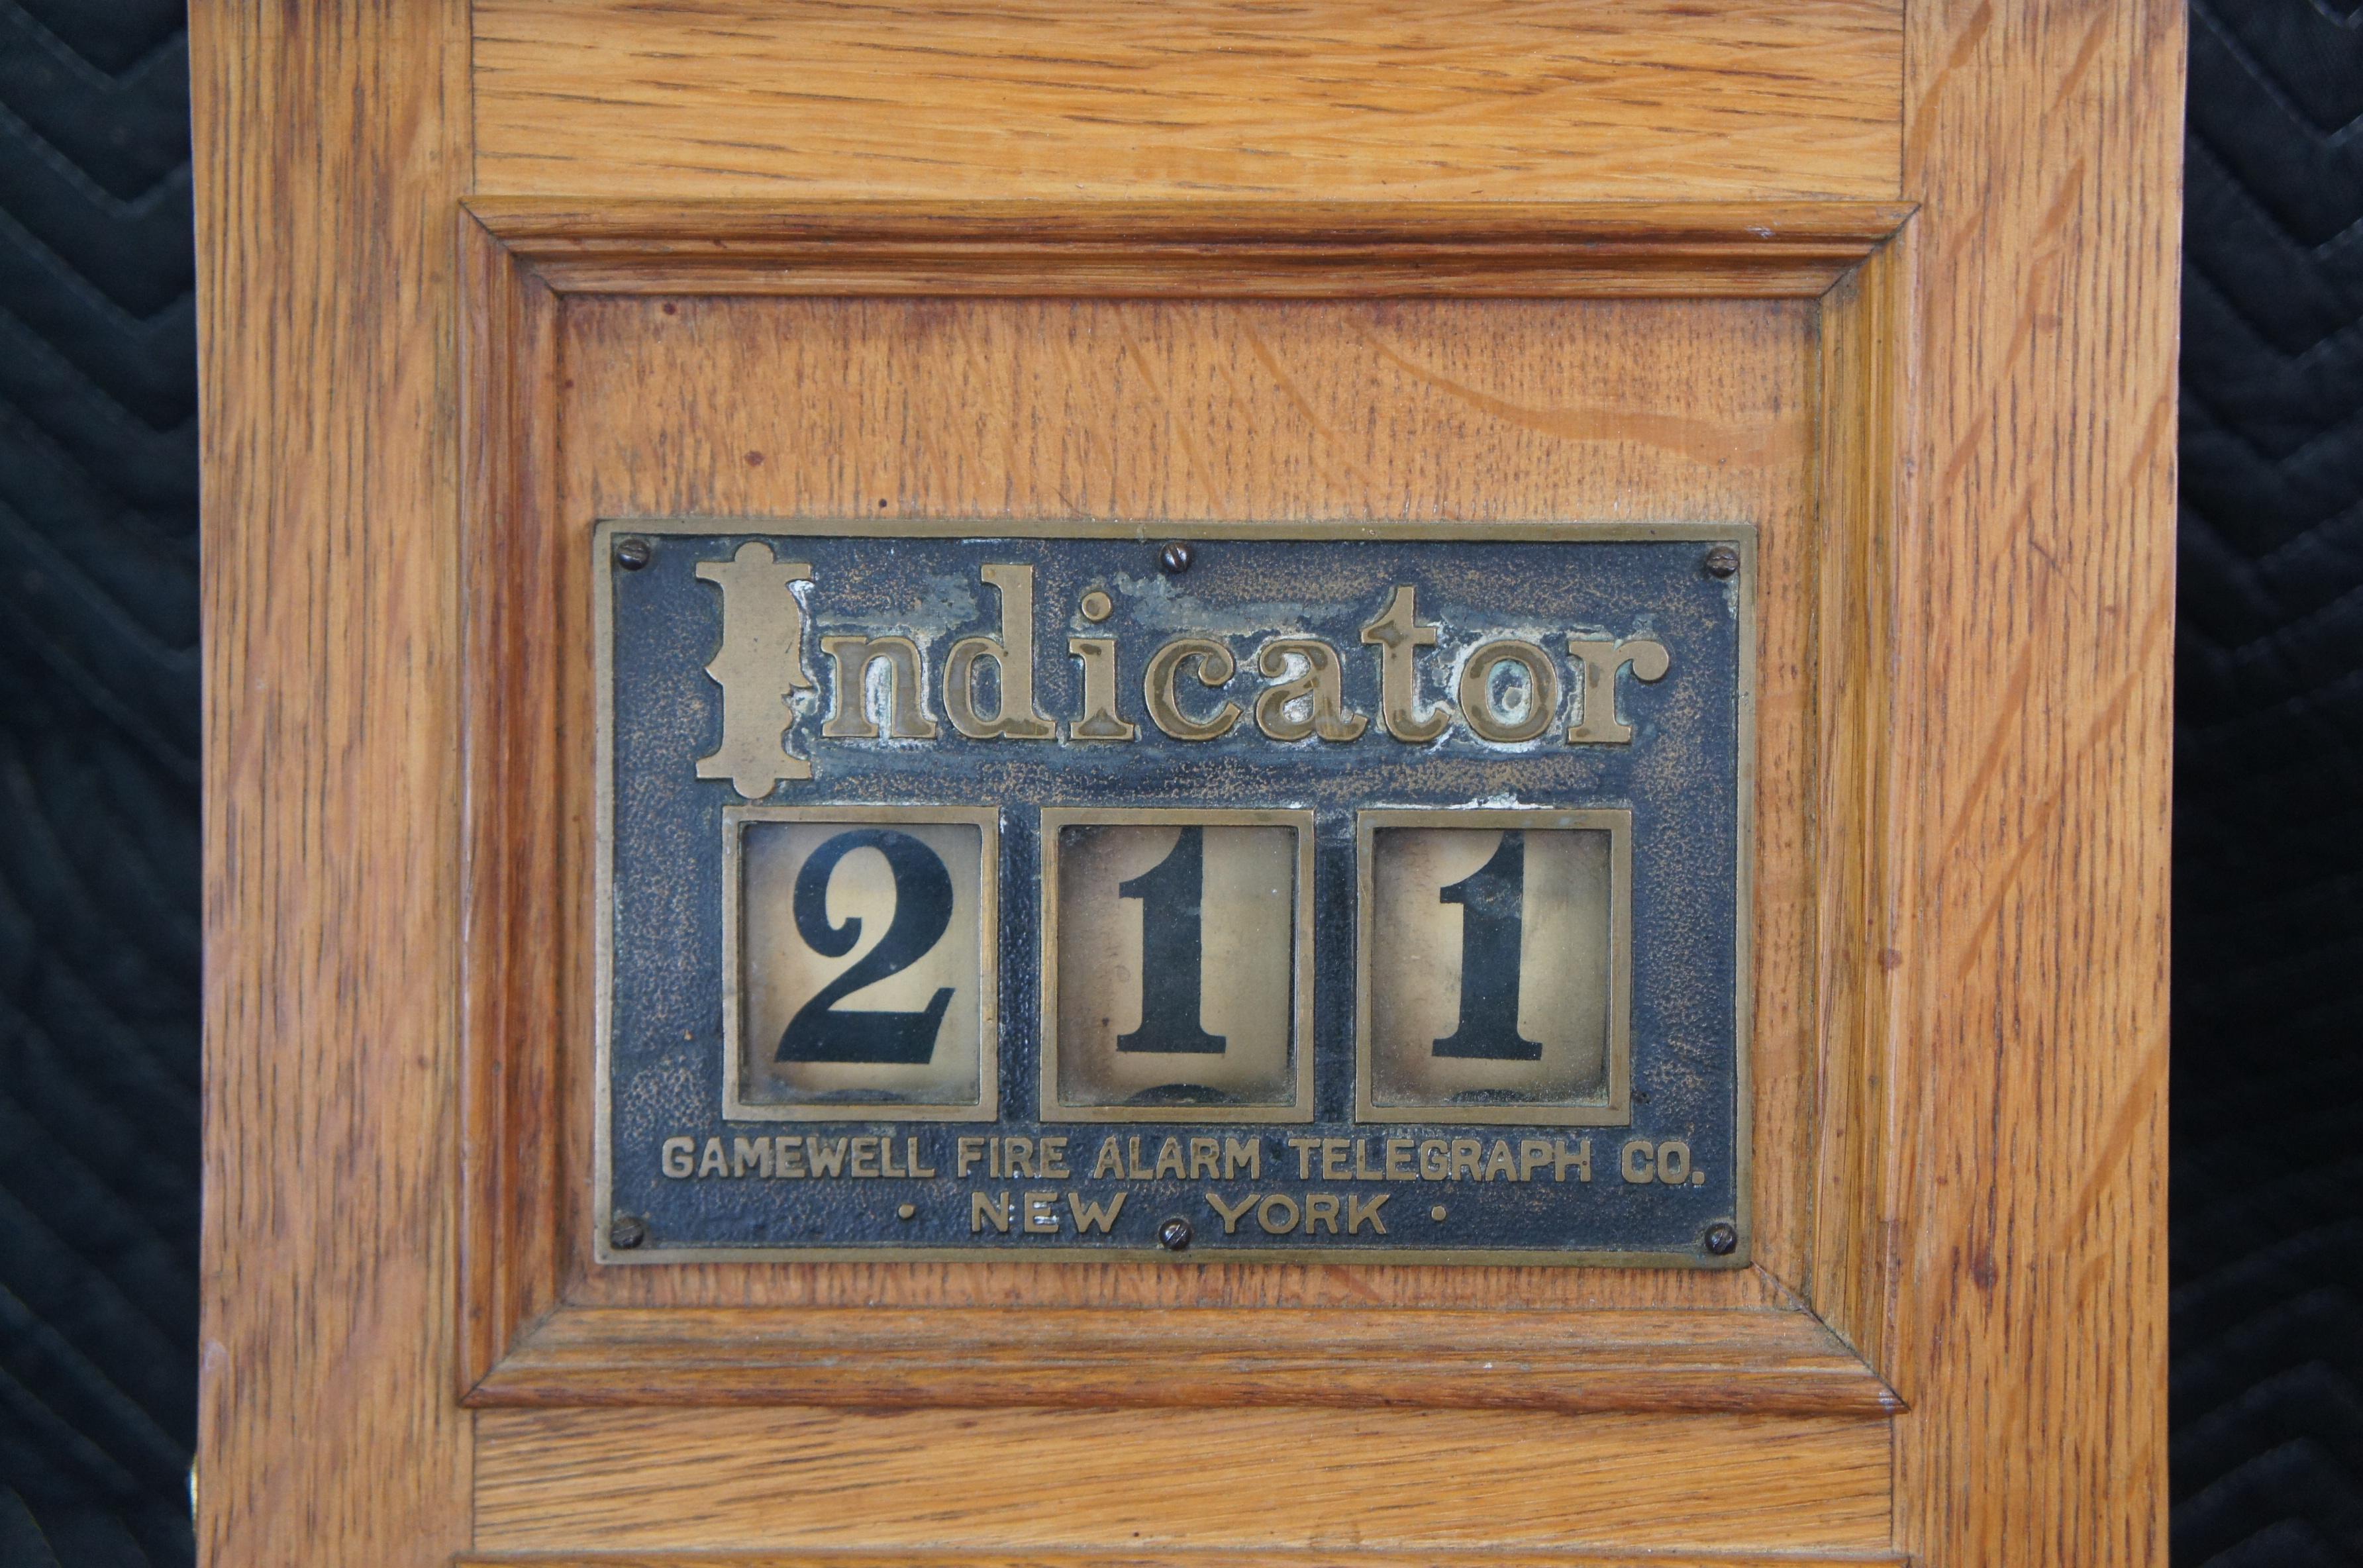 Indicator
2 1 1
GAMEWELL FIRE ALARM TELEGRAPH CO.
• NEW YORK •